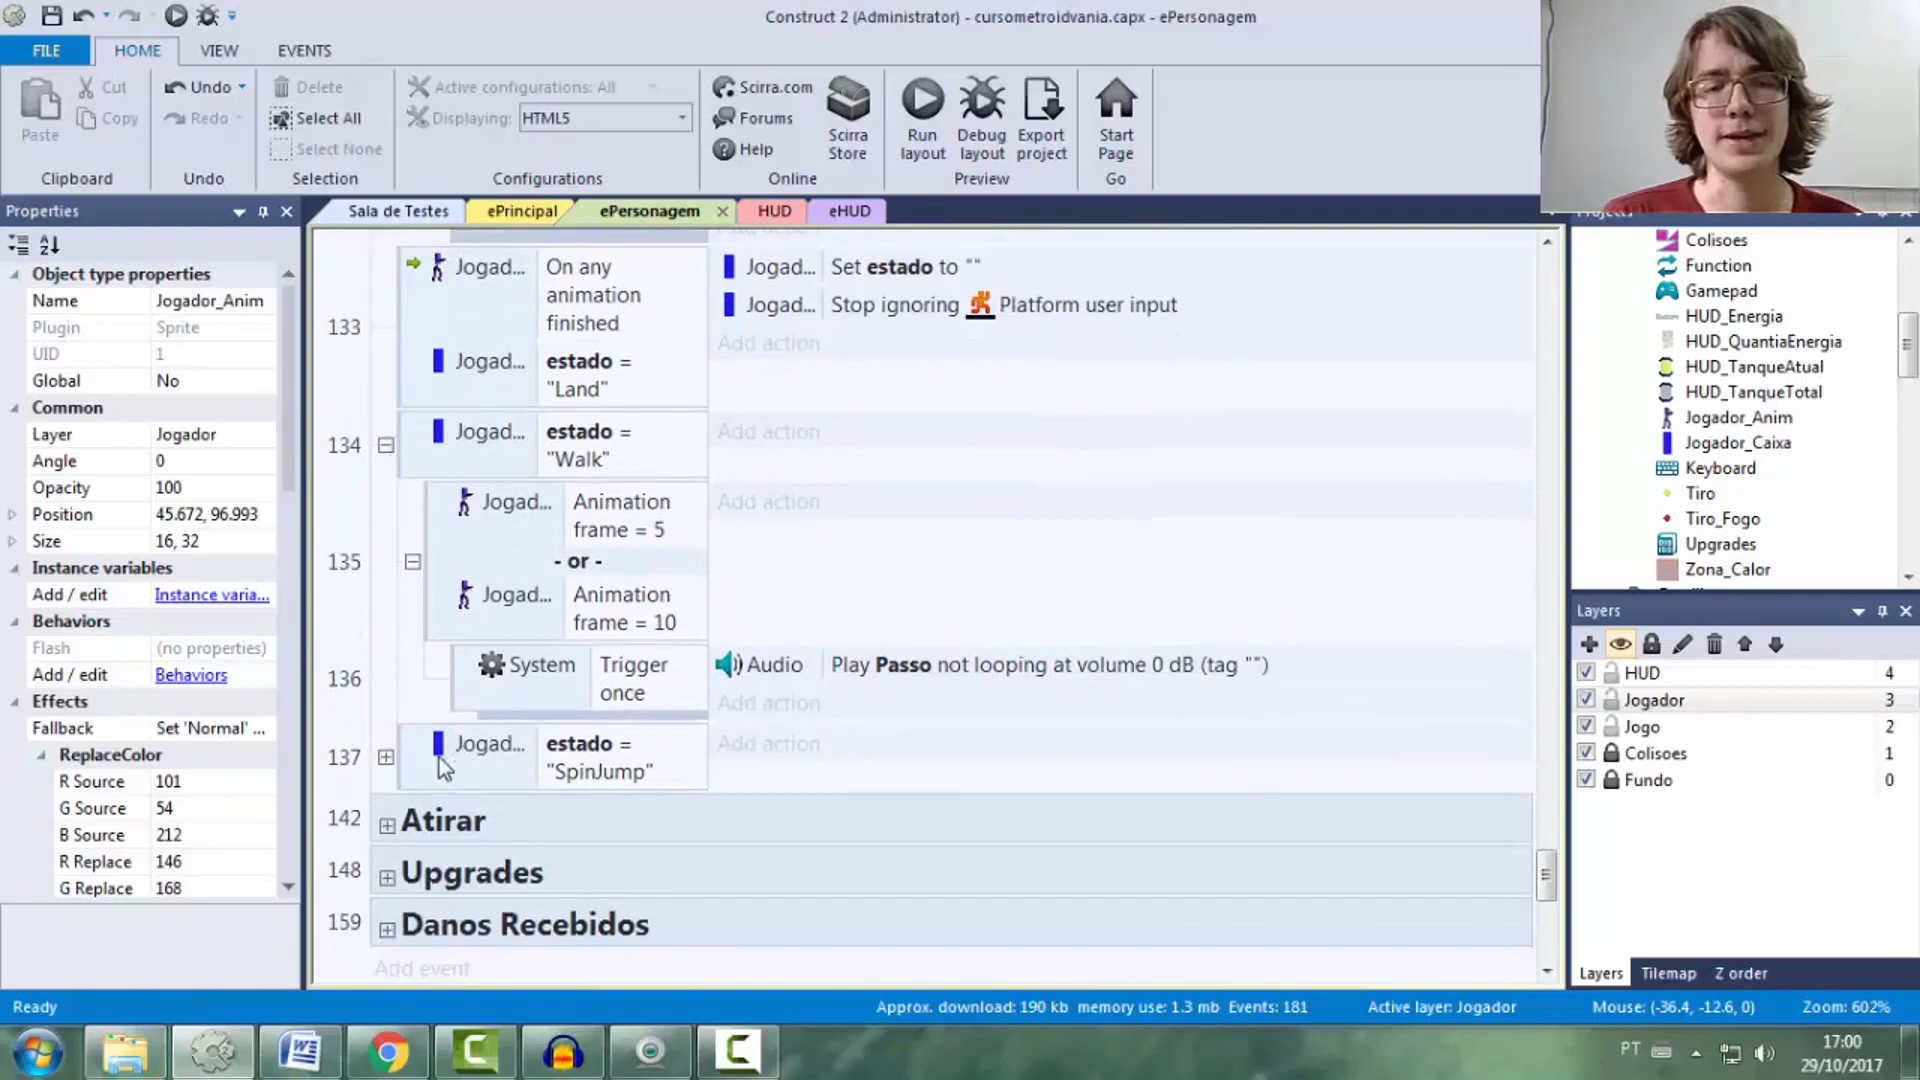 Construct 2 (Administrator) - cursometroidvania.capx - ePersonagem
FILE
HOME
VIEW
EVENTS
Paste
Cut
Copy
Clipboard
Undo
Redo
Undo
Delete
Select All
Select None
Selection
Active configurations: All
Displaying:
HTML5
Configurations
Scirra.com
Forums
Help
Scirra Store
Online
Run layout
Debug layout
Export project
Preview
Start Page
Go
Properties
Object type properties
Name Jogador_Anim
Plugin Sprite
UID 1
Global No
Common
Layer Jogador
Angle 0
Opacity 100
Position 45.672, 96.993
Size 16, 32
Instance variables
Add / edit Instance varia...
Behaviors
Flash (no properties)
Add / edit Behaviors
Effects
Fallback Set 'Normal' ...
ReplaceColor
R Source 101
G Source 54
B Source 212
R Replace 146
G Replace 168
Sala de Testes
ePrincipal
ePersonagem
HUD
eHUD
133
Jogad... On any animation finished
Jogad... Set estado to ""
Jogad... Stop ignoring Platform user input
Add action
Jogad... estado = "Land"
134
Jogad... estado = "Walk"
Add action
135
Jogad... Animation frame = 5
Add action
- or -
Jogad... Animation frame = 10
136
System Trigger once
Audio Play Passo not looping at volume 0 dB (tag "")
Add action
137
Jogad... estado = "SpinJump"
Add action
142 Atirar
148 Upgrades
159 Danos Recebidos
Add event
Colisoes
Function
Gamepad
HUD_Energia
HUD_QuantiaEnergia
HUD_TanqueAtual
HUD_TanqueTotal
Jogador_Anim
Jogador_Caixa
Keyboard
Tiro
Tiro_Fogo
Upgrades
Zona_Calor
Layers
HUD 4
Jogador 3
Jogo 2
Colisoes 1
Fundo 0
Layers
Tilemap
Z order
Ready
Approx. download: 190 kb
memory use: 1.3 mb
Events: 181
Active layer: Jogador
Mouse: (-36.4, -12.6, 0)
Zoom: 602%
PT
17:00
29/10/2017